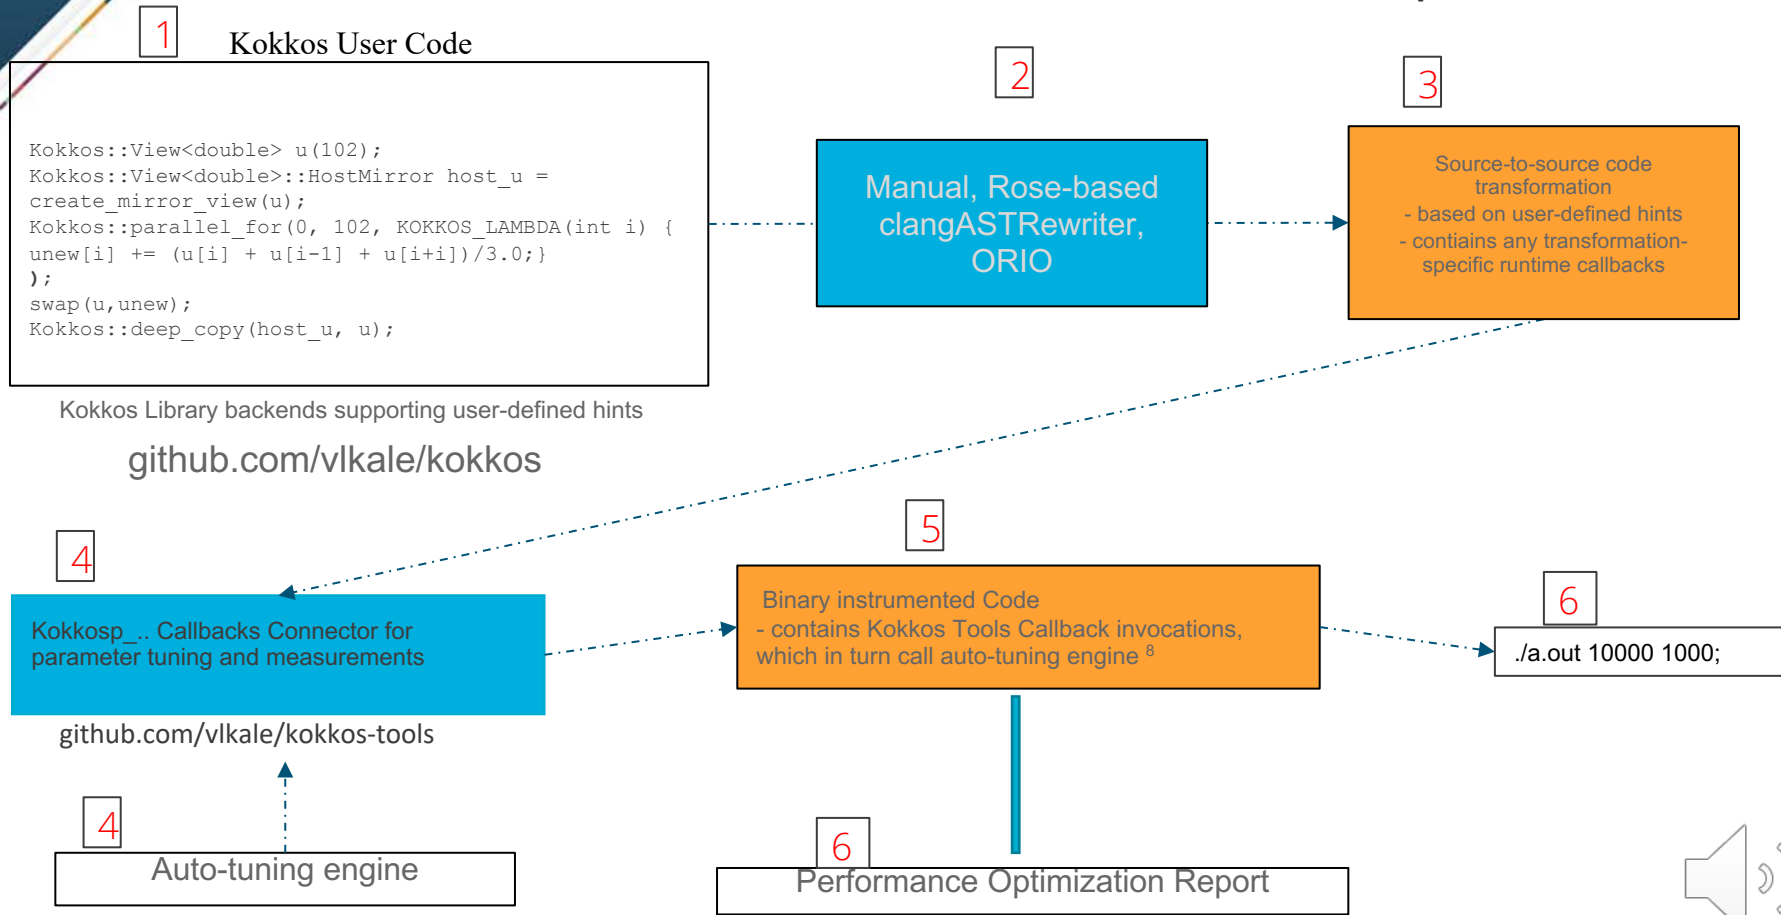 1
Kokkos User Code
Kokkos::View<double> u(102);
Kokkos::View<double>::HostMirror host_u =
create_mirror_view(u);
Kokkos::parallel_for(0, 102, KOKKOS_LAMBDA(int i) {
unew[i] += (u[i] + u[i-1] + u[i+i])/3.0;}
);
swap(u,unew);
Kokkos::deep_copy(host_u, u);
Kokkos Library backends supporting user-defined hints
github.com/vlkale/kokkos
2
Manual, Rose-based
clangASTRewriter,
ORIO
3
Source-to-source code
transformation
- based on user-defined hints
- contiains any transformation-
specific runtime callbacks
4
Kokkosp_.. Callbacks Connector for
parameter tuning and measurements
github.com/vlkale/kokkos-tools
4
Auto-tuning engine
5
Binary instrumented Code
- contains Kokkos Tools Callback invocations,
which in turn call auto-tuning engine 8
6
./a.out 10000 1000;
6
Performance Optimization Report